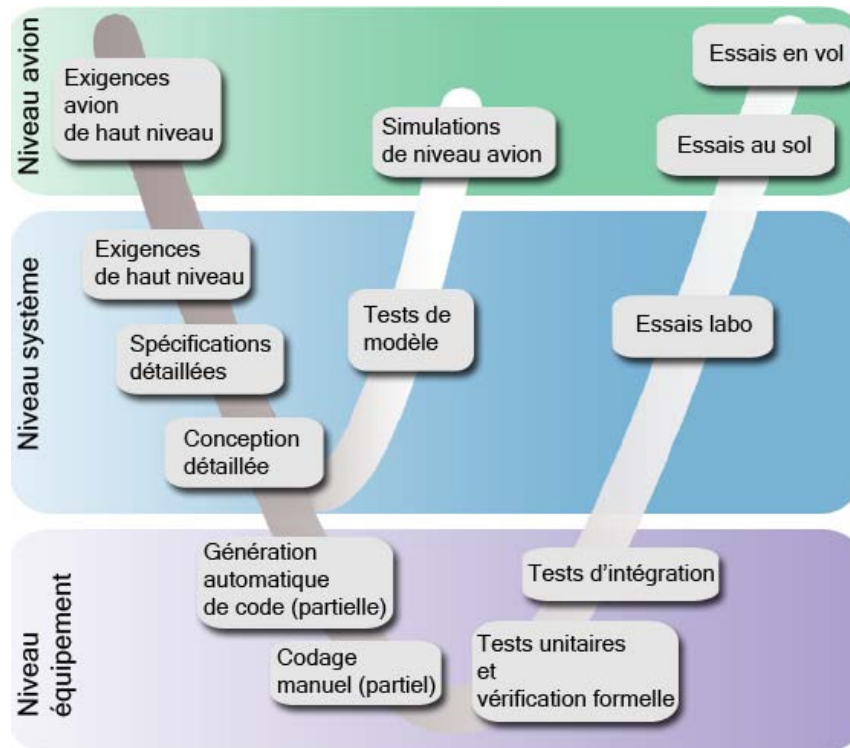 Niveau avion
Exigences
avion
de haut niveau
Simulations
de niveau avion
Essais en vol
Essais au sol
Niveau système
Exigences
de haut niveau
Spécifications
détaillées
Conception
détaillée
Tests de
modèle
Essais labo
Niveau
équipement
Génération
automatique
de code (partielle)
Codage
manuel (partiel)
Tests d'intégration
Tests unitaires
et
vérification formelle